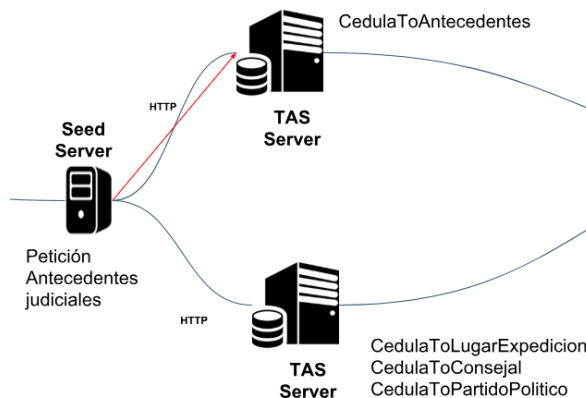 CedulaToAntecedentes
HTTP
TAS
Server
Seed
Server
Petición
Antecedentes
judiciales
HTTP
TAS
Server
CedulaToLugarExpedicion
CedulaToConsejal
CedulaToPartidoPolitico